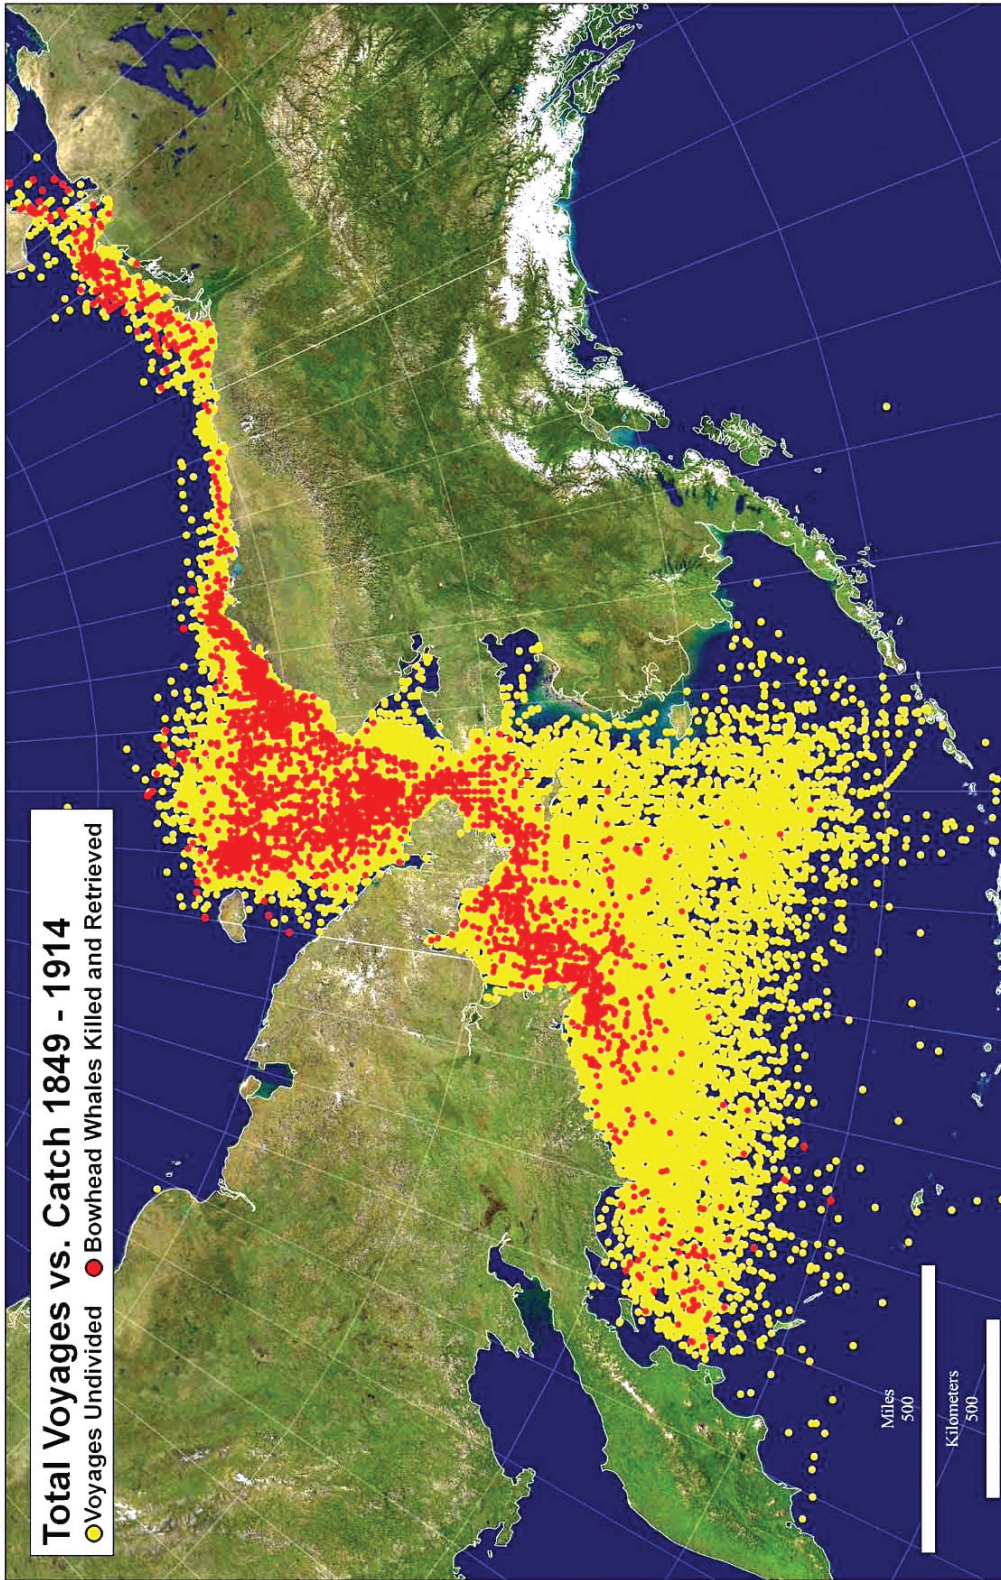 Total Voyages vs. Catch 1849 - 1914
Voyages Undivided Bowhead Whales Killed and Retrieved
Miles
500
Kilometers
500